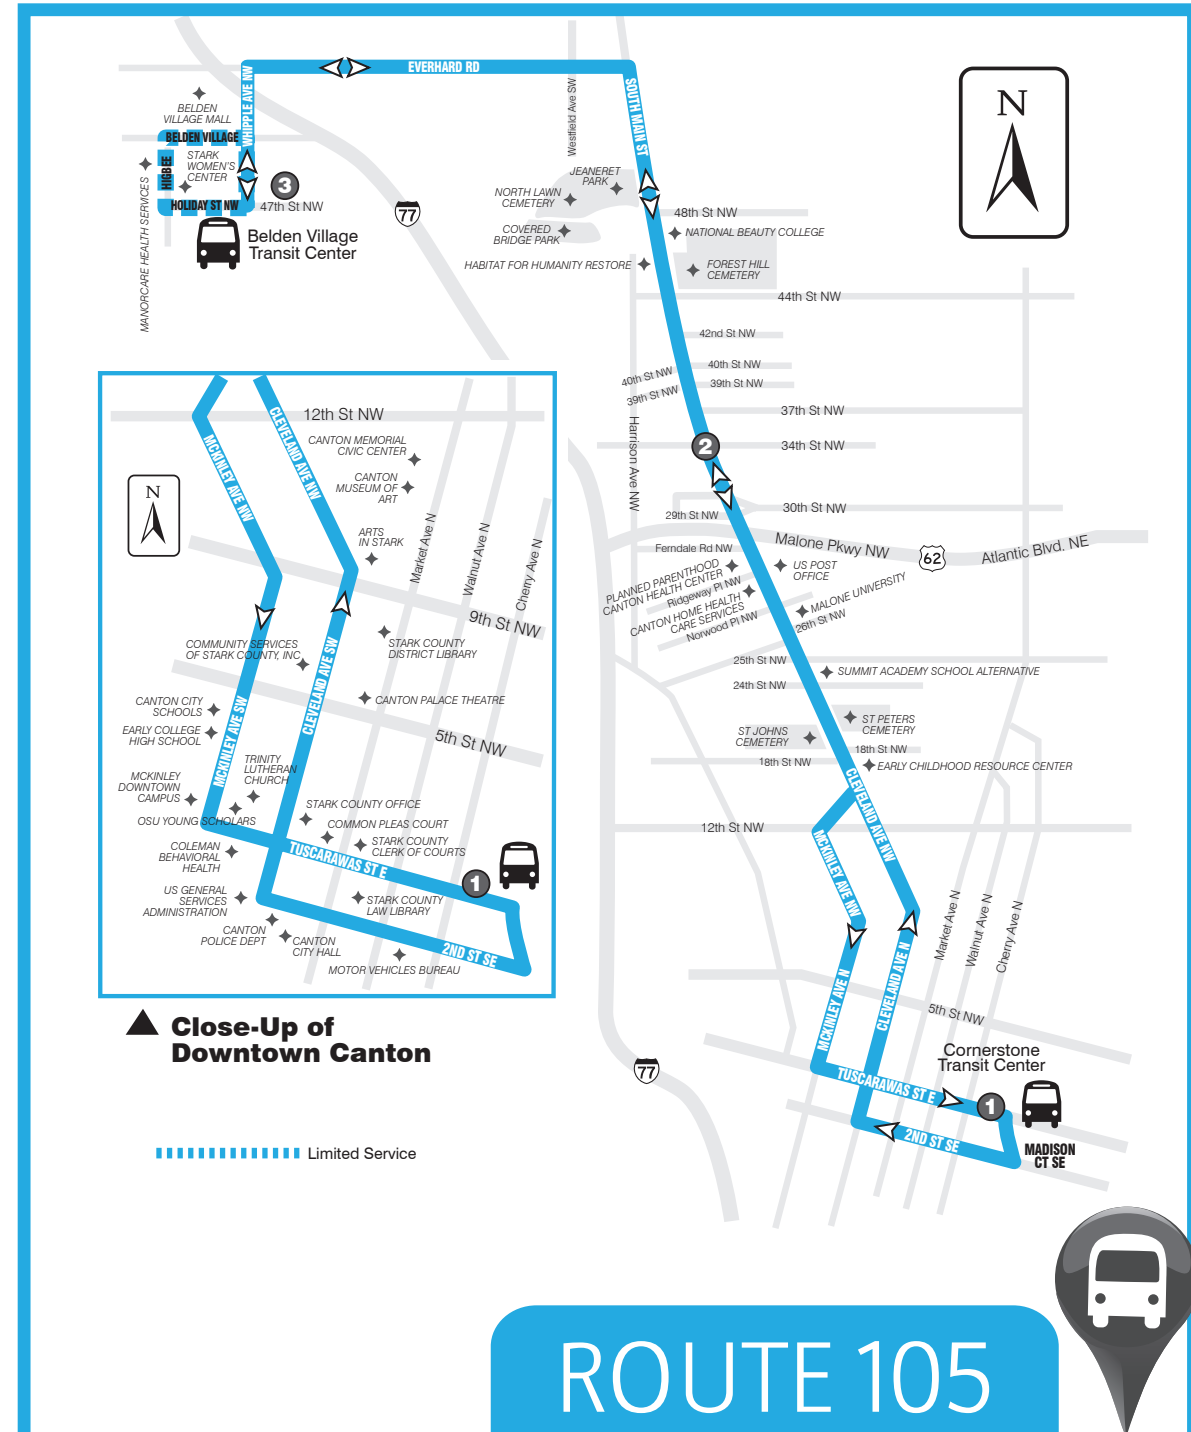 EVERHARD RD
WHIPPLE AVE NW
SOUTH MAIN ST
Westfield Ave SW
N
BELDEN
VILLAGE MALL
BELDEN VILLAGE
HIGBEE
STARK
WOMEN'S
CENTER
HOLIDAY ST NW
MANORCARE HEALTH SERVICES
3
47th St NW
Belden Village
Transit Center
77
JEANERET
PARK
NORTH LAWN
CEMETERY
COVERED
BRIDGE PARK
48th St NW
NATIONAL BEAUTY COLLEGE
HABITAT FOR HUMANITY RESTORE
FOREST HILL
CEMETERY
44th St NW
42nd St NW
40th St NW
40th St NW
39th St NW
39th St NW
37th St NW
Harrison Ave NW
2
34th St NW
30th St NW
29th St NW
Malone Pkwy NW
62
Atlantic Blvd. NE
Ferndale Rd NW
US POST
OFFICE
PLANNED PARENTHOOD
CANTON HEALTH CENTER
Ridgeway Pl NW
MALONE UNIVERSITY
CANTON HOME HEALTH
CARE SERVICES
Norwood Pl NW
26th St NW
25th St NW
SUMMIT ACADEMY SCHOOL ALTERNATIVE
24th St NW
ST PETERS
CEMETERY
ST JOHNS
CEMETERY
18th St NW
18th St NW
EARLY CHILDHOOD RESOURCE CENTER
CLEVELAND AVE NW
12th St NW
MCKINLEY AVE NW
Market Ave N
Walnut Ave N
Cherry Ave N
MCKINLEY AVE N
CLEVELAND AVE N
5th St NW
Cornerstone
Transit Center
77
TUSCARAWAS ST E
1
2ND ST SE
MADISON
CT SE
12th St NW
MCKINLEY AVE NW
CLEVELAND AVE NW
CANTON MEMORIAL
CIVIC CENTER
CANTON
MUSEUM OF
ART
N
ARTS
IN STARK
Market Ave N
Walnut Ave N
Cherry Ave N
9th St NW
COMMUNITY SERVICES
OF STARK COUNTY, INC
STARK COUNTY
DISTRICT LIBRARY
CLEVELAND AVE SW
MCKINLEY AVE SW
CANTON CITY
SCHOOLS
CANTON PALACE THEATRE
EARLY COLLEGE
HIGH SCHOOL
5th St NW
TRINITY
LUTHERAN
CHURCH
MCKINLEY
DOWNTOWN
CAMPUS
OSU YOUNG SCHOLARS
STARK COUNTY OFFICE
COMMON PLEAS COURT
STARK COUNTY
CLERK OF COURTS
COLEMAN
BEHAVIORAL
HEALTH
TUSCARAWAS ST E
1
US GENERAL
SERVICES
ADMINISTRATION
STARK COUNTY
LAW LIBRARY
CANTON
POLICE DEPT
CANTON
CITY HALL
2ND ST SE
MOTOR VEHICLES BUREAU
Close-Up of
Downtown Canton
Limited Service
ROUTE 105